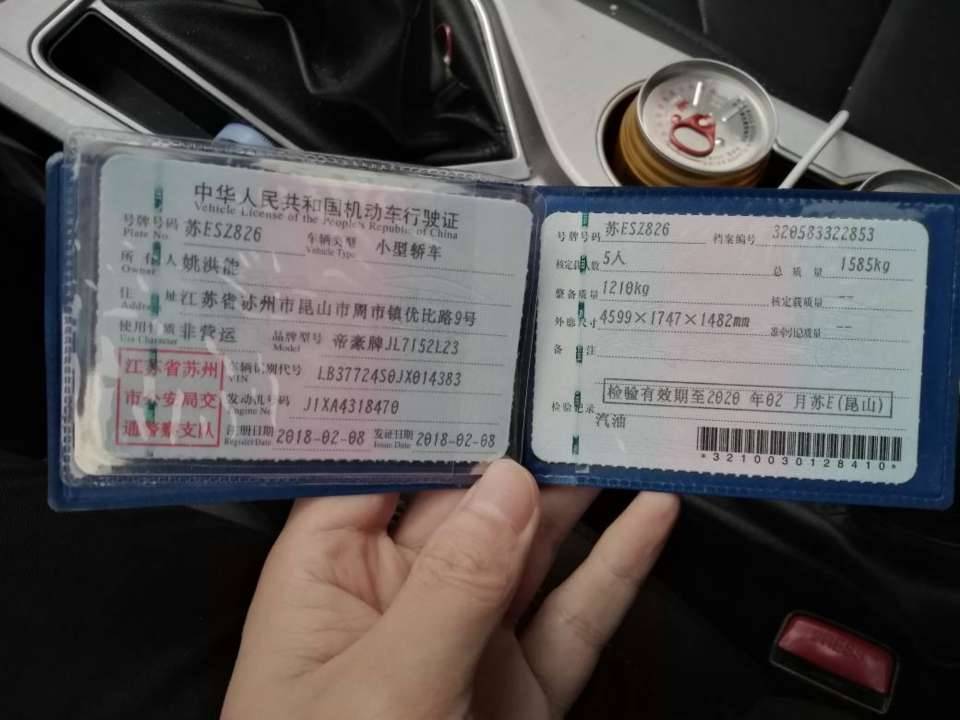 中华人民共和国机动车行驶证
Vehicle License of the People's Republic of China
号牌号码 苏ESZ826 车辆类型 小型轿车
Plate No. Vehicle Type
所有人 姚洪能
Owner
住址 江苏省苏州市昆山市周市镇优比路9号
Address
使用性质 非营运 品牌型号 帝豪牌JL7152L23
Use Character Model
江苏省苏州
市公安局交
通警察支队
车辆识别代号 LB37724S0JX014383
VIN
发动机号码 J1XA4318470
Engine No.
注册日期 2018-02-08 发证日期 2018-02-08
Register Date Issue Date
号牌号码 苏ESZ826 档案编号 320583322853
核定载人数 5人 总质量 1585kg
整备质量 1210kg 核定载质量 --
外廓尺寸 4599×1747×1482mm 准牵引总质量 --
备注
检验有效期至2020 年02 月苏E(昆山)
检验记录
汽油
*3210030128410*